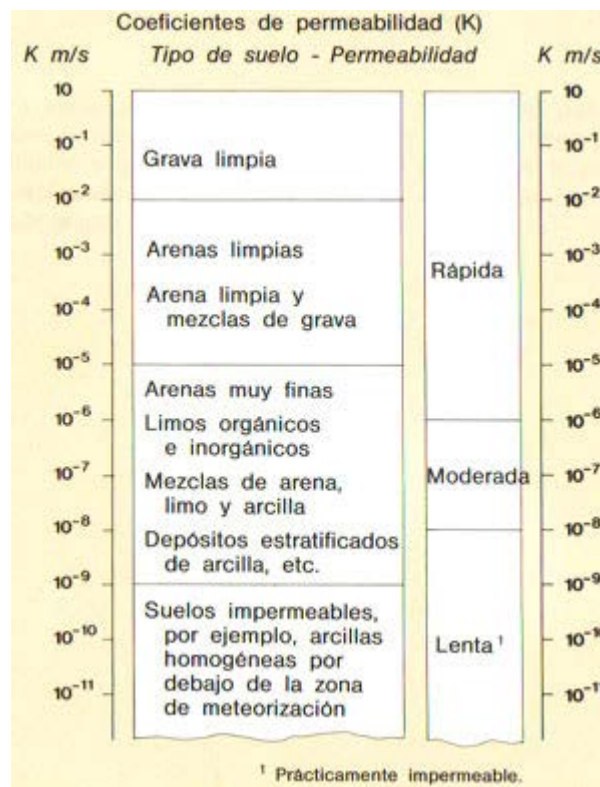 Coeficientes de permeabilidad (K)
K m/s Tipo de suelo - Permeabilidad K m/s
10 10
10⁻¹ 10⁻¹
Grava limpia
10⁻² 10⁻²
Arenas limpias
10⁻³ 10⁻³
Rápida
Arena limpia y
10⁻⁴ 10⁻⁴
mezclas de grava
10⁻⁵ 10⁻⁵
Arenas muy finas
10⁻⁶ 10⁻⁶
Limos orgánicos
e inorgánicos
10⁻⁷ Moderada 10⁻⁷
Mezclas de arena,
limo y arcilla
10⁻⁸ 10⁻⁸
Depósitos estratificados
de arcilla, etc.
10⁻⁹ 10⁻⁹
Suelos impermeables,
por ejemplo, arcillas
10⁻¹⁰ Lenta ¹ 10⁻¹⁰
homogéneas por
debajo de la zona
10⁻¹¹ 10⁻¹¹
de meteorización
¹ Prácticamente impermeable.